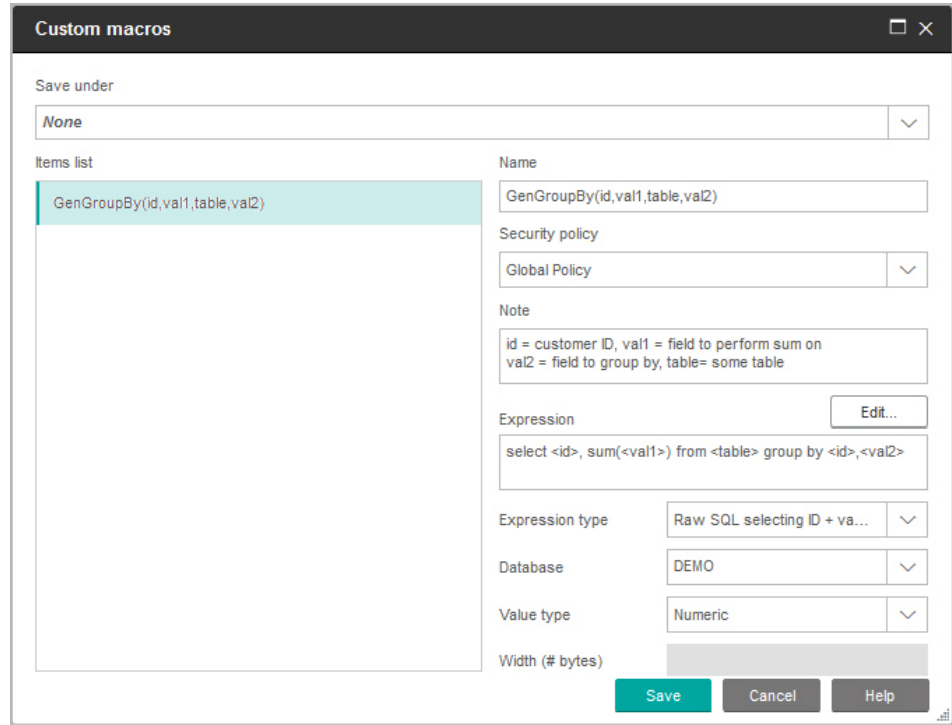 Custom macros
Save under
None
Items list
GenGroupBy(id,val1,table,val2)
Name
GenGroupBy(id,val1,table,val2)
Security policy
Global Policy
Note
id = customer ID, val1 = field to perform sum on
val2 = field to group by, table= some table
Edit...
Expression
select <id>, sum(<val1>) from <table> group by <id>,<val2>
Expression type
Raw SQL selecting ID + va...
Database
DEMO
Value type
Numeric
Width (# bytes)
Save
Cancel
Help